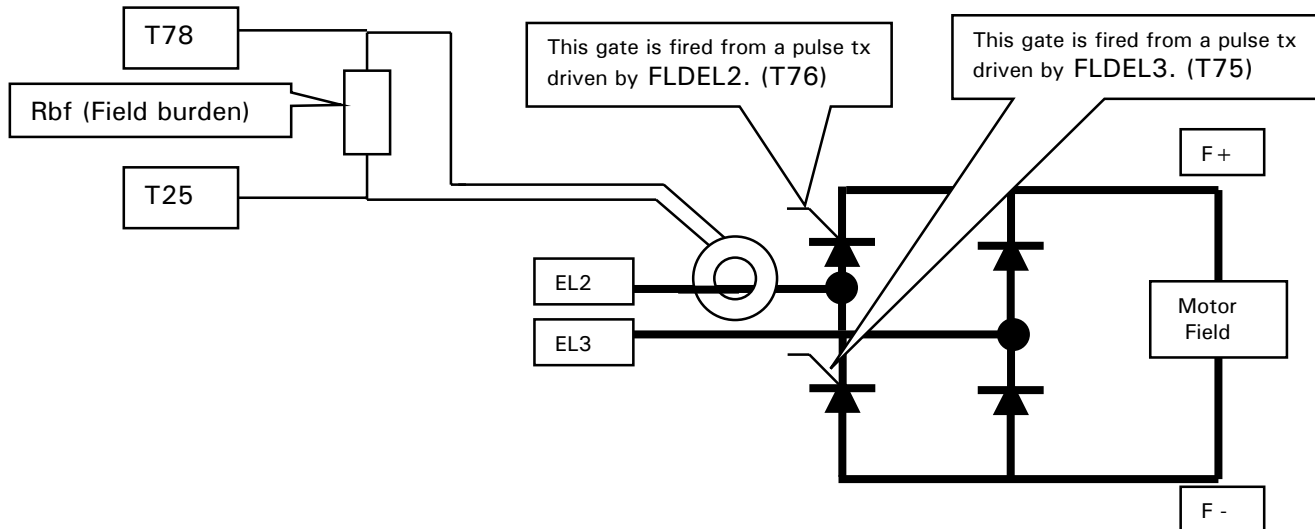 T78
This gate is fired from a pulse tx
driven by FLDEL2. (T76)
This gate is fired from a pulse tx
driven by FLDEL3. (T75)
Rbf (Field burden)
T25
F+
EL2
EL3
Motor
Field
F -